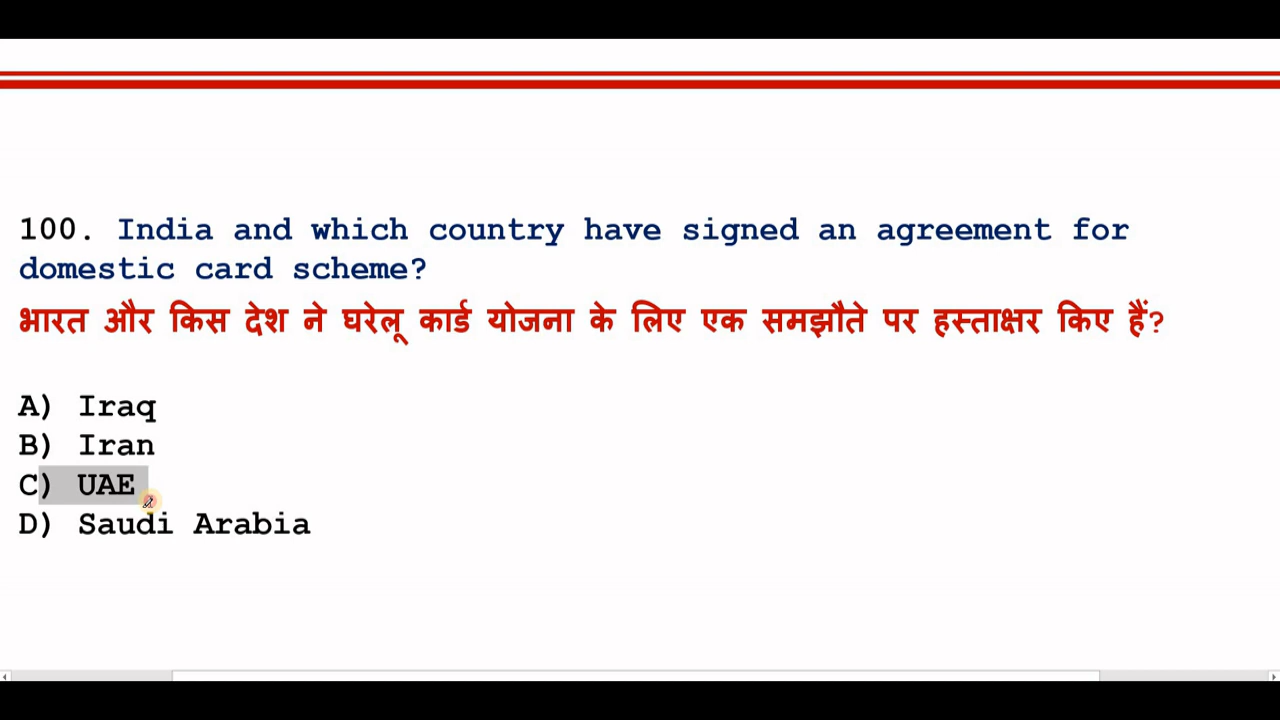 100. India and which country have signed an agreement for
domestic card scheme?
भारत और किस देश ने घरेलू कार्ड योजना के लिए एक समझौते पर हस्ताक्षर किए हैं?
A) Iraq
B) Iran
C) UAE
D) Saudi Arabia